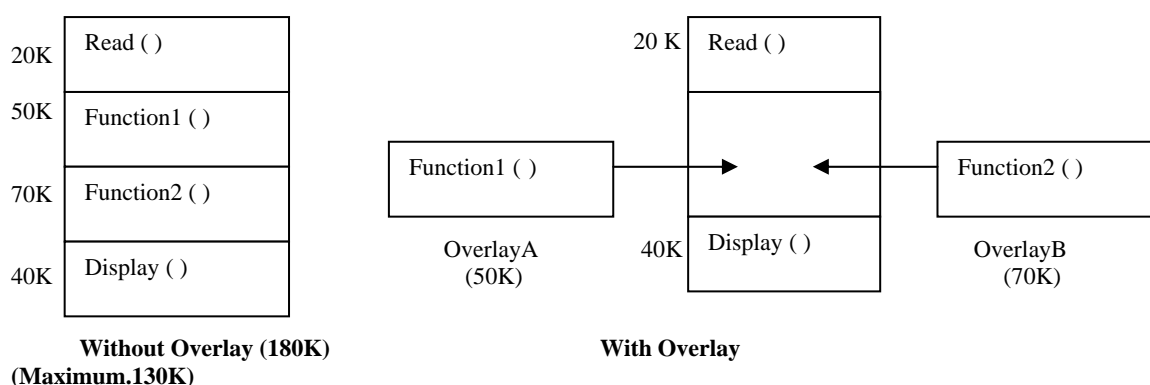 20K
Read ( )
50K
Function1 ( )
70K
Function2 ( )
40K
Display ( )
20 K
Read ( )
Function1 ( )
OverlayA
(50K)
40K
Display ( )
Function2 ( )
OverlayB
(70K)
Without Overlay (180K)
With Overlay
(Maximum.130K)